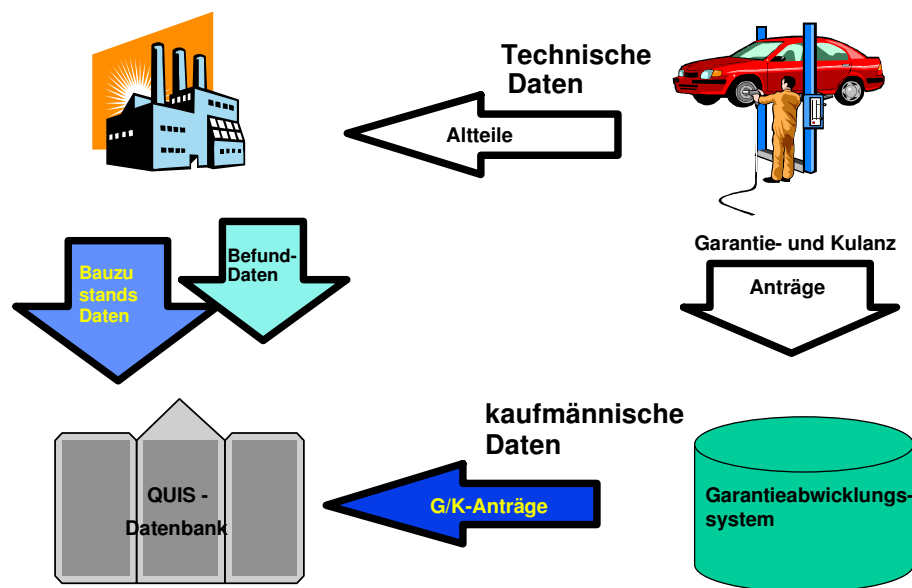 Technische
Daten
Altteile
Garantie- und Kulanz
Anträge
Befund-
Daten
Bauzu
stands
Daten
kaufmännische
Daten
G/K-Anträge
QUIS -
Datenbank
Garantieabwicklungs-
system